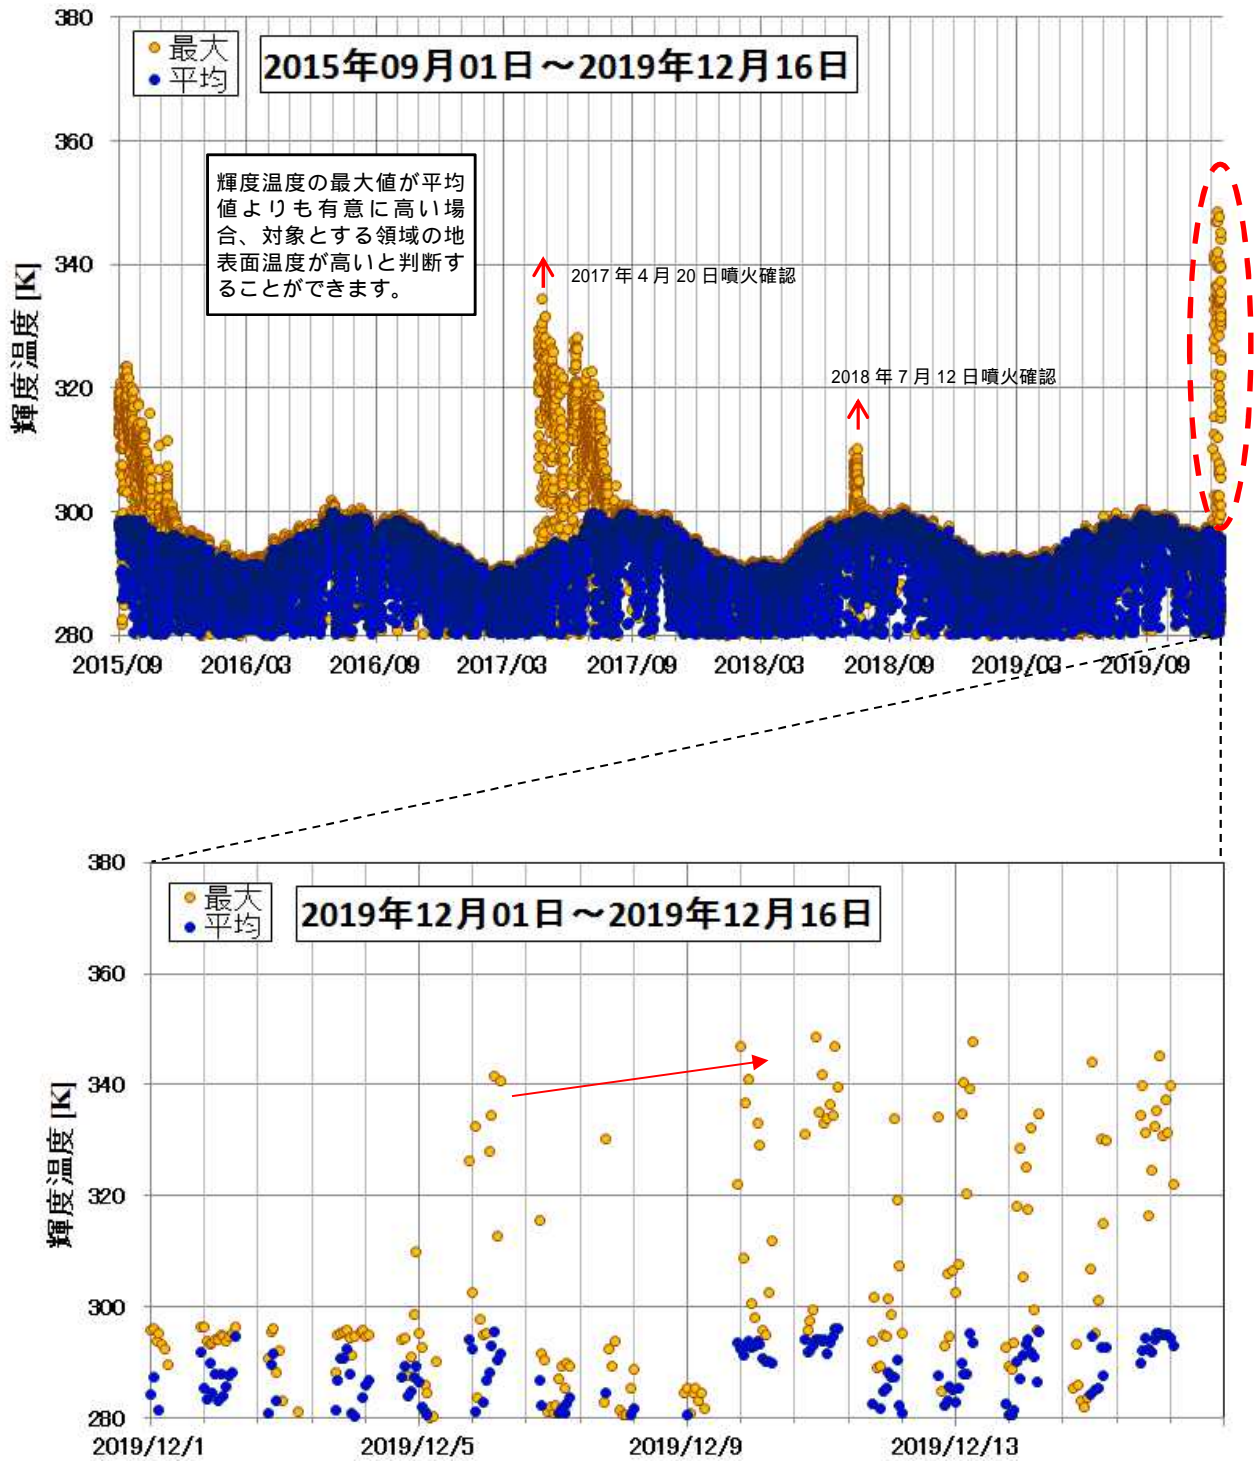 380
最大
平均
2015年09月01日～2019年12月16日
360
輝度温度の最大値が平均
値よりも有意に高い場
合、対象とする領域の地
表面温度が高いと判断す
ることができます。
340
2017年4月20日噴火確認
2018年7月12日噴火確認
輝度温度 [K]
320
300
280
2015/09 2016/03 2016/09 2017/03 2017/09 2018/03 2018/09 2019/03 2019/09
380
最大
平均
2019年12月01日～2019年12月16日
360
340
輝度温度 [K]
320
300
280
2019/12/1 2019/12/5 2019/12/9 2019/12/13